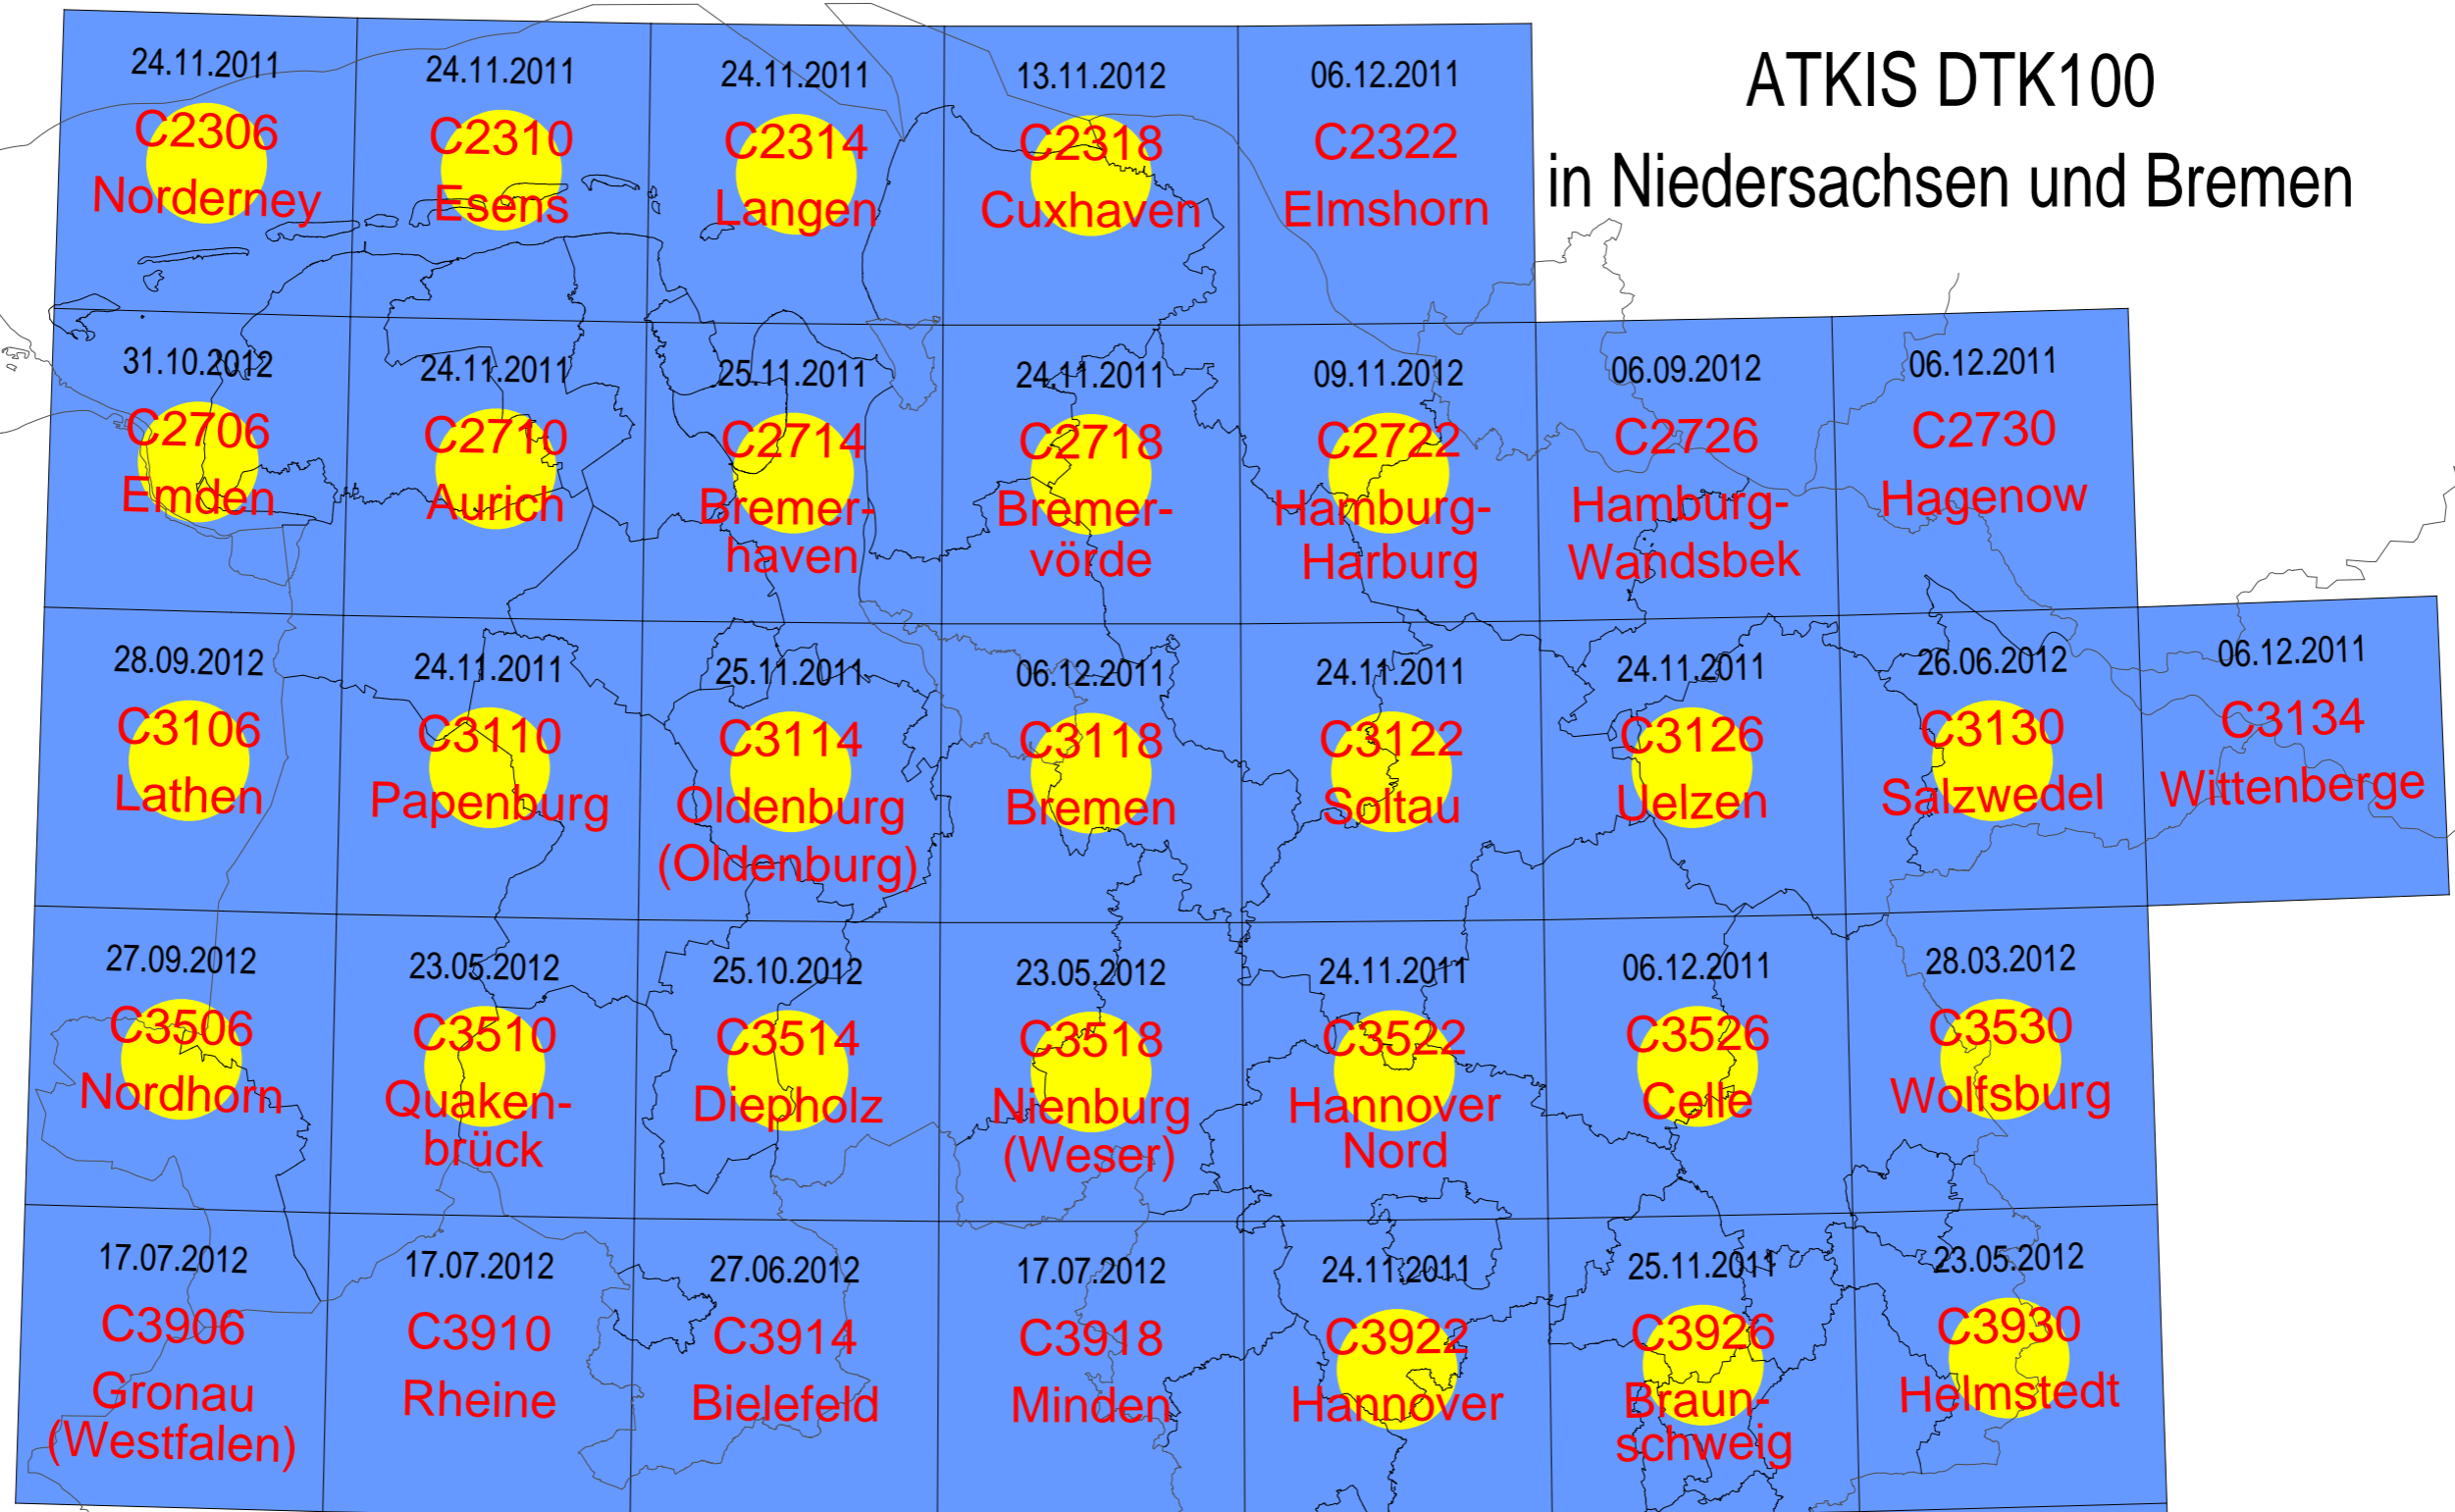 ATKIS DTK100
in Niedersachsen und Bremen
24.11.2011
C2306
Norderney
24.11.2011
C2310
Esens
24.11.2011
C2314
Langen
13.11.2012
C2318
Cuxhaven
06.12.2011
C2322
Elmshorn
31.10.2012
C2706
Emden
24.11.2011
C2710
Aurich
25.11.2011
C2714
Bremer-
haven
24.11.2011
C2718
Bremer-
vörde
09.11.2012
C2722
Hamburg-
Harburg
06.09.2012
C2726
Hamburg-
Wandsbek
06.12.2011
C2730
Hagenow
28.09.2012
C3106
Lathen
24.11.2011
C3110
Papenburg
25.11.2011
C3114
Oldenburg
(Oldenburg)
06.12.2011
C3118
Bremen
24.11.2011
C3122
Soltau
24.11.2011
C3126
Uelzen
26.06.2012
C3130
Salzwedel
06.12.2011
C3134
Wittenberge
27.09.2012
C3506
Nordhorn
23.05.2012
C3510
Quaken-
brück
25.10.2012
C3514
Diepholz
23.05.2012
C3518
Nienburg
(Weser)
24.11.2011
C3522
Hannover
Nord
06.12.2011
C3526
Celle
28.03.2012
C3530
Wolfsburg
17.07.2012
C3906
Gronau
(Westfalen)
17.07.2012
C3910
Rheine
27.06.2012
C3914
Bielefeld
17.07.2012
C3918
Minden
24.11.2011
C3922
Hannover
25.11.2011
C3926
Braun-
schweig
23.05.2012
C3930
Helmstedt